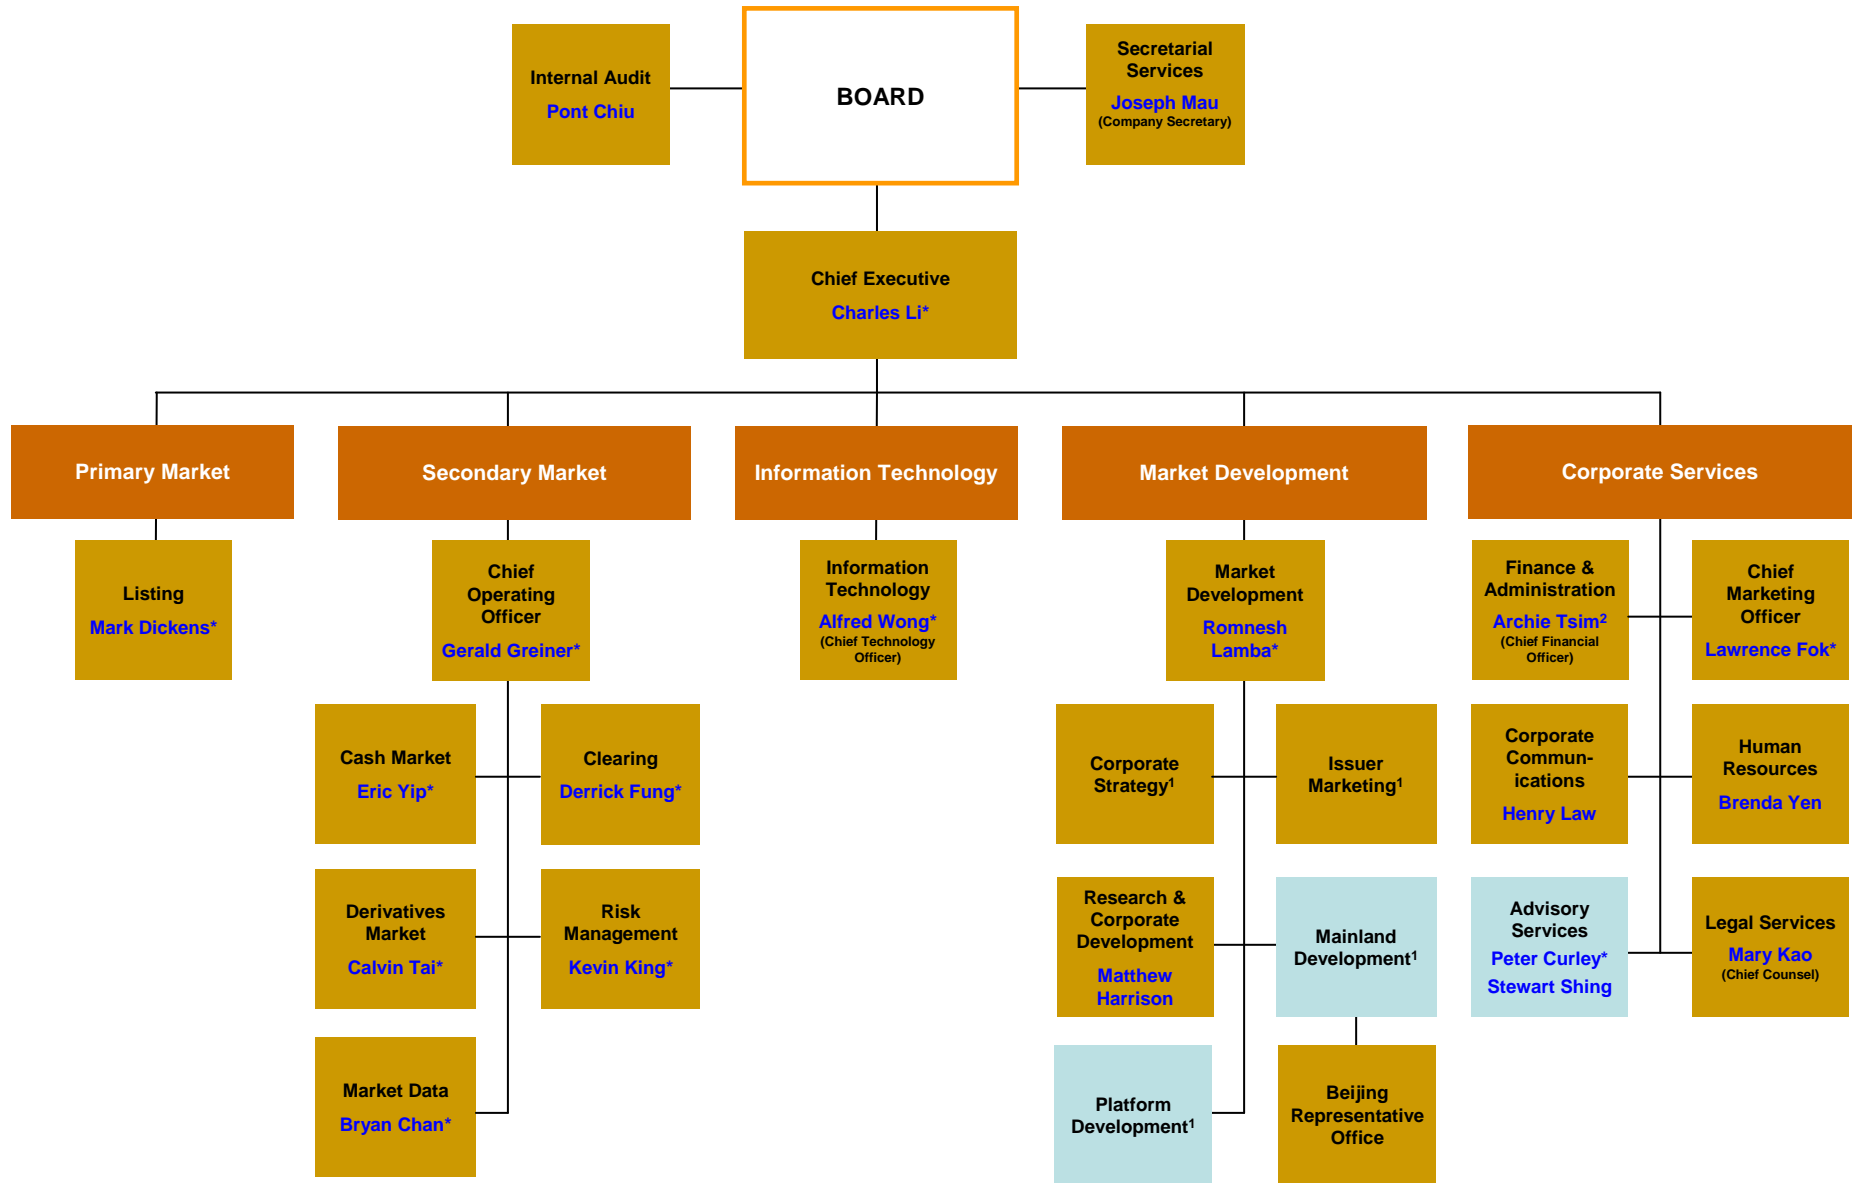 Internal Audit
Pont Chiu
BOARD
Secretarial
Services
Joseph Mau
(Company Secretary)
Chief Executive
Charles Li*
Primary Market
Secondary Market
Information Technology
Market Development
Corporate Services
Listing
Mark Dickens*
Chief
Operating
Officer
Gerald Greiner*
Information
Technology
Alfred Wong*
(Chief Technology
Officer)
Market
Development
Romnesh
Lamba*
Finance &
Administration
Archie Tsim²
(Chief Financial
Officer)
Chief
Marketing
Officer
Lawrence Fok*
Cash Market
Eric Yip*
Clearing
Derrick Fung*
Corporate
Strategy¹
Issuer
Marketing¹
Corporate
Commun-
ications
Henry Law
Human
Resources
Brenda Yen
Derivatives
Market
Calvin Tai*
Risk
Management
Kevin King*
Research &
Corporate
Development
Matthew
Harrison
Mainland
Development¹
Advisory
Services
Peter Curley*
Stewart Shing
Legal Services
Mary Kao
(Chief Counsel)
Market Data
Bryan Chan*
Platform
Development¹
Beijing
Representative
Office